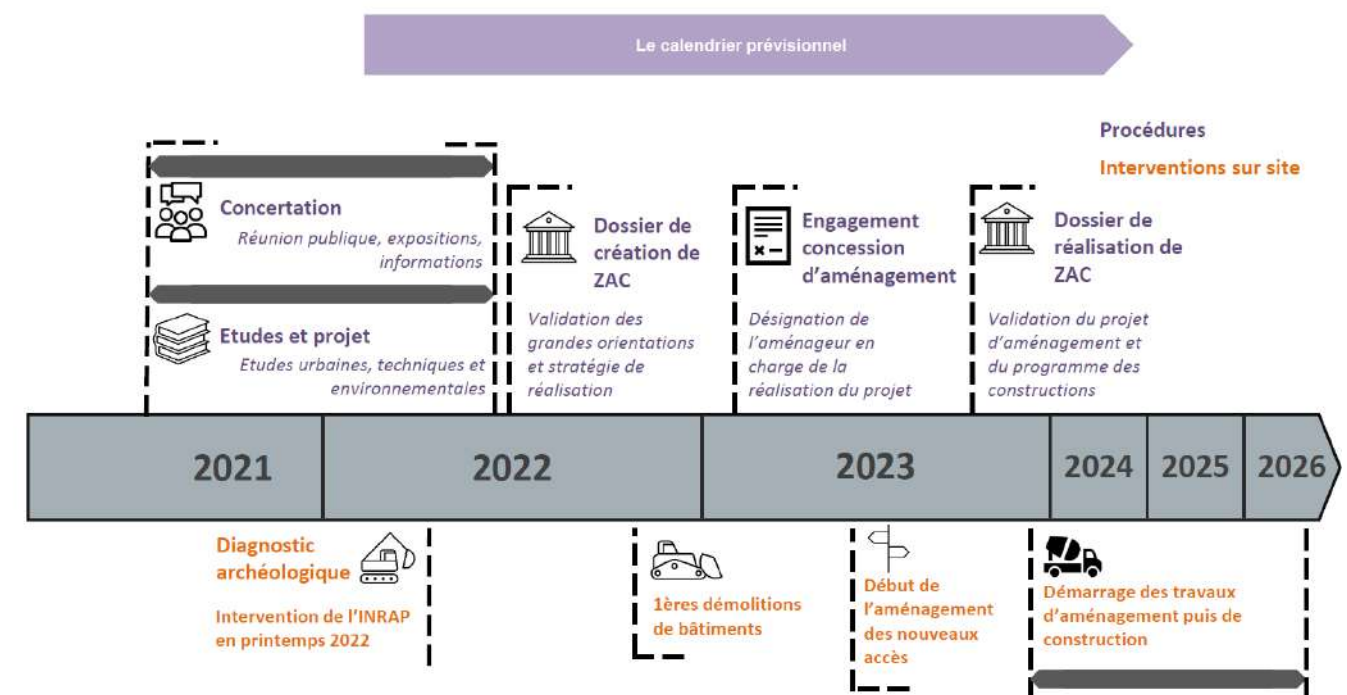 Le calendrier prévisionnel
Procédures
Interventions sur site
Concertation
Réunion publique, expositions,
informations
Etudes et projet
Etudes urbaines, techniques et
environnementales
Dossier de
création de
ZAC
Validation des
grandes orientations
et stratégie de
réalisation
Engagement
concession
d'aménagement
Désignation de
l'aménageur en
charge de la
réalisation du projet
Dossier de
réalisation de
ZAC
Validation du projet
d'aménagement et
du programme des
constructions
2021 2022 2023 2024 2025 2026
Diagnostic
archéologique
Intervention de l'INRAP
en printemps 2022
1ères démolitions
de bâtiments
Début de
l'aménagement
des nouveaux
accès
Démarrage des travaux
d'aménagement puis de
construction